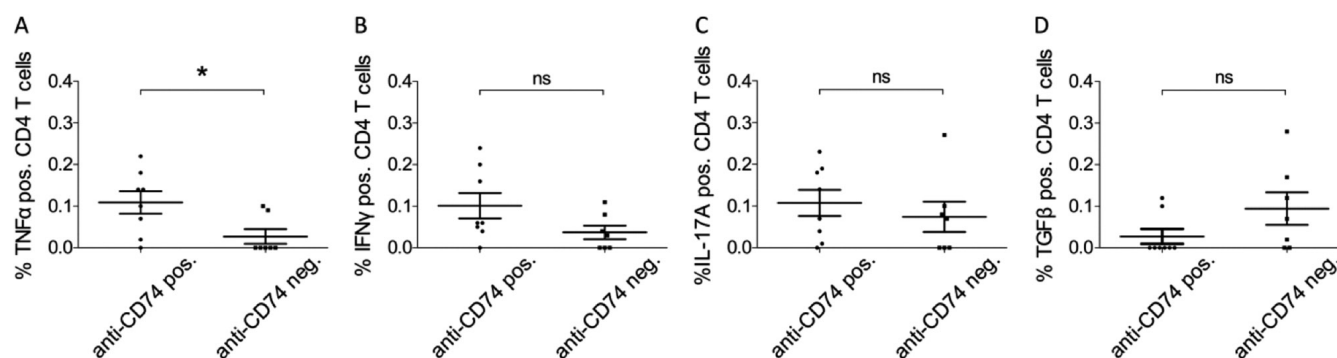 A
% TNFα pos. CD4 T cells
0.4
0.3
0.2
0.1
0.0
*
anti-CD74 pos.
anti-CD74 neg.
B
% IFNγ pos. CD4 T cells
0.4
0.3
0.2
0.1
0.0
ns
anti-CD74 pos.
anti-CD74 neg.
C
%IL-17A pos. CD4 T cells
0.4
0.3
0.2
0.1
0.0
ns
anti-CD74 pos.
anti-CD74 neg.
D
% TGFβ pos. CD4 T cells
0.4
0.3
0.2
0.1
0.0
ns
anti-CD74 pos.
anti-CD74 neg.